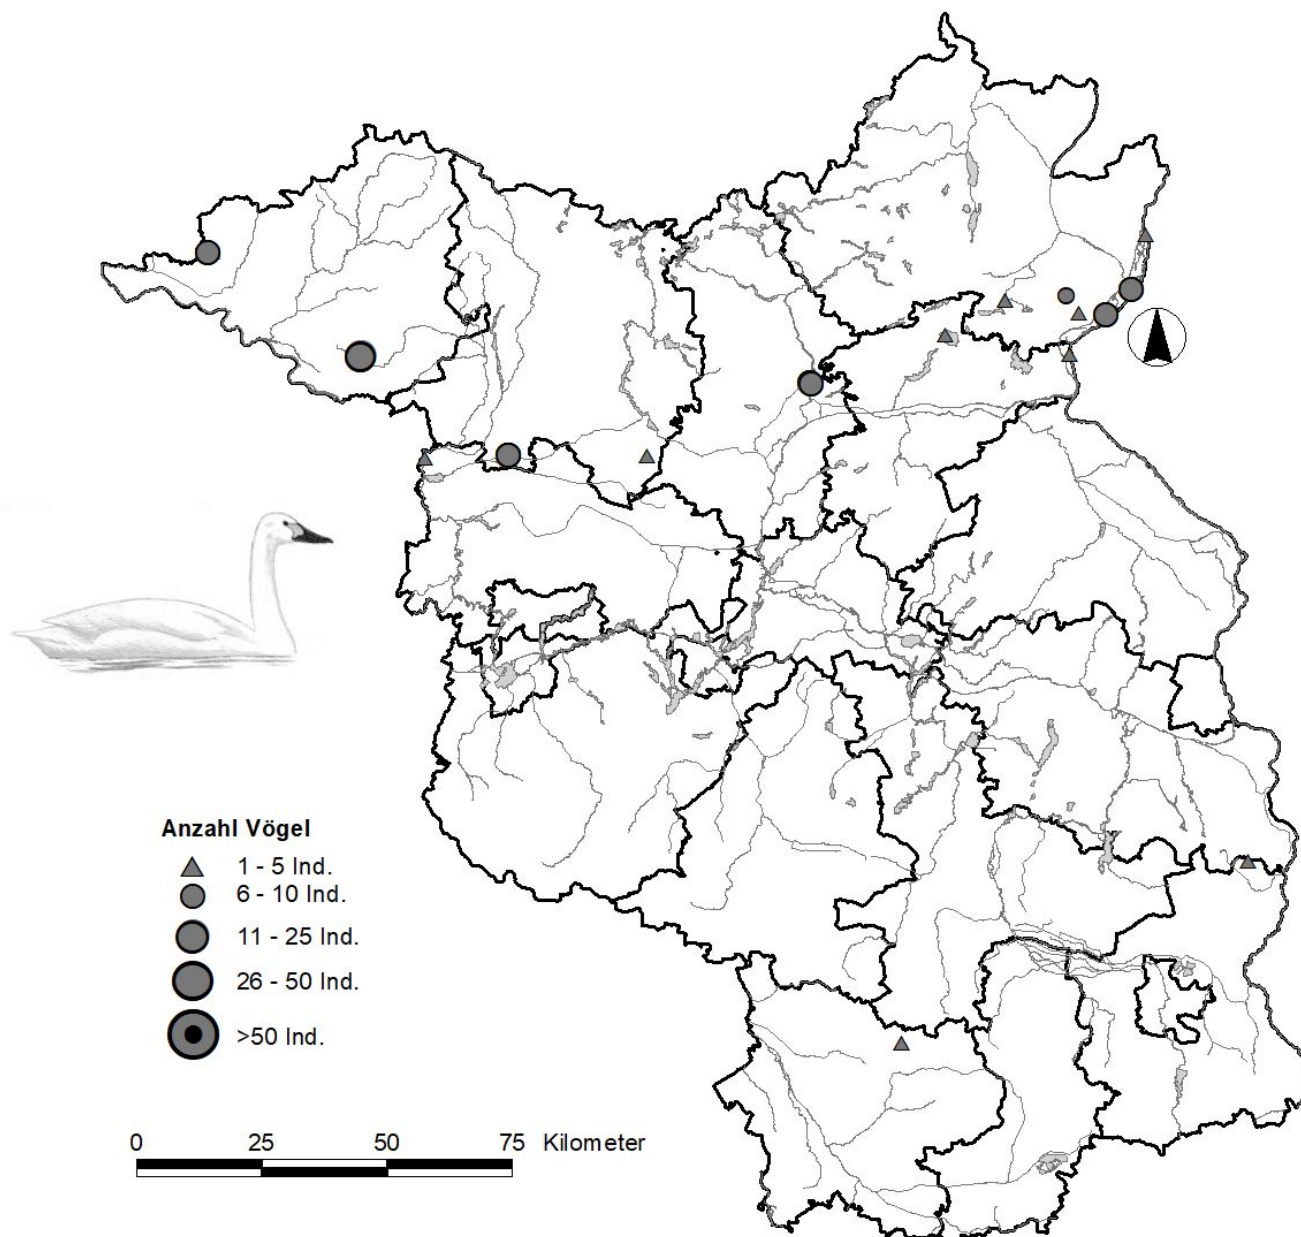 Anzahl Vögel
1 - 5 Ind.
6 - 10 Ind.
11 - 25 Ind.
26 - 50 Ind.
>50 Ind.
0 25 50 75 Kilometer